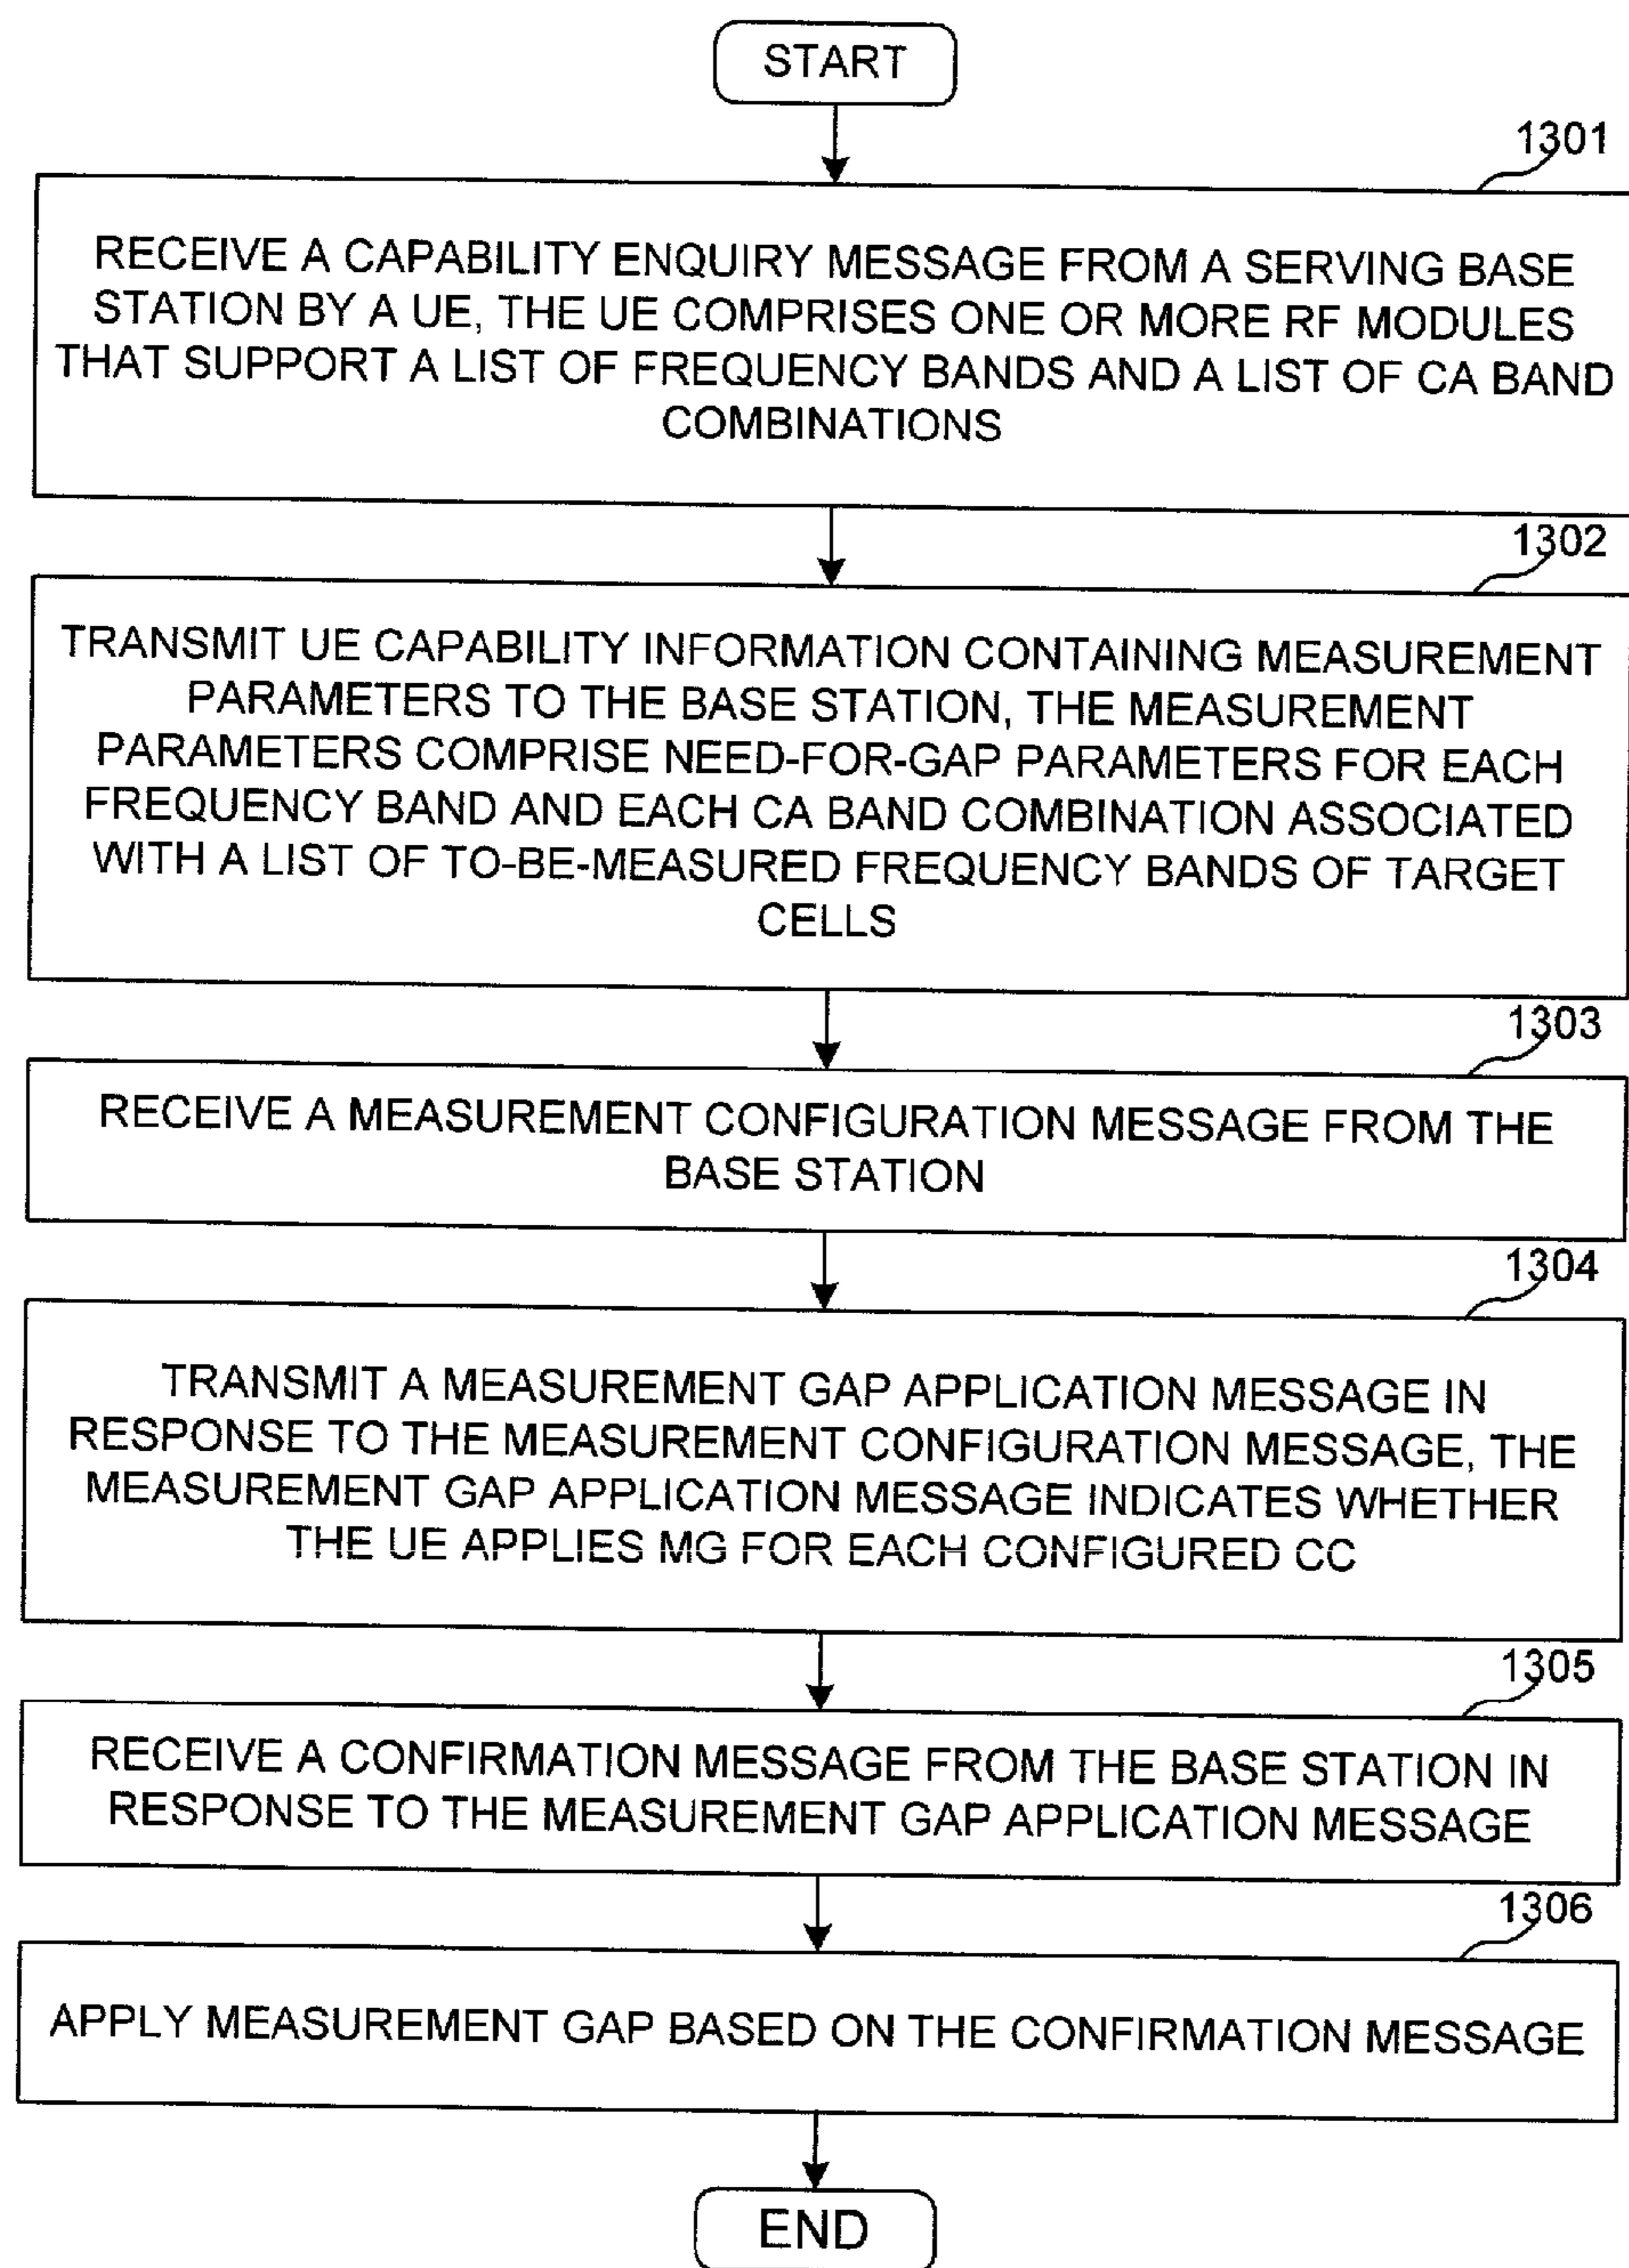 START
1301
RECEIVE A CAPABILITY ENQUIRY MESSAGE FROM A SERVING BASE
STATION BY A UE, THE UE COMPRISES ONE OR MORE RF MODULES
THAT SUPPORT A LIST OF FREQUENCY BANDS AND A LIST OF CA BAND
COMBINATIONS
1302
TRANSMIT UE CAPABILITY INFORMATION CONTAINING MEASUREMENT
PARAMETERS TO THE BASE STATION, THE MEASUREMENT
PARAMETERS COMPRISE NEED-FOR-GAP PARAMETERS FOR EACH
FREQUENCY BAND AND EACH CA BAND COMBINATION ASSOCIATED
WITH A LIST OF TO-BE-MEASURED FREQUENCY BANDS OF TARGET
CELLS
1303
RECEIVE A MEASUREMENT CONFIGURATION MESSAGE FROM THE
BASE STATION
1304
TRANSMIT A MEASUREMENT GAP APPLICATION MESSAGE IN
RESPONSE TO THE MEASUREMENT CONFIGURATION MESSAGE, THE
MEASUREMENT GAP APPLICATION MESSAGE INDICATES WHETHER
THE UE APPLIES MG FOR EACH CONFIGURED CC
1305
RECEIVE A CONFIRMATION MESSAGE FROM THE BASE STATION IN
RESPONSE TO THE MEASUREMENT GAP APPLICATION MESSAGE
1306
APPLY MEASUREMENT GAP BASED ON THE CONFIRMATION MESSAGE
END